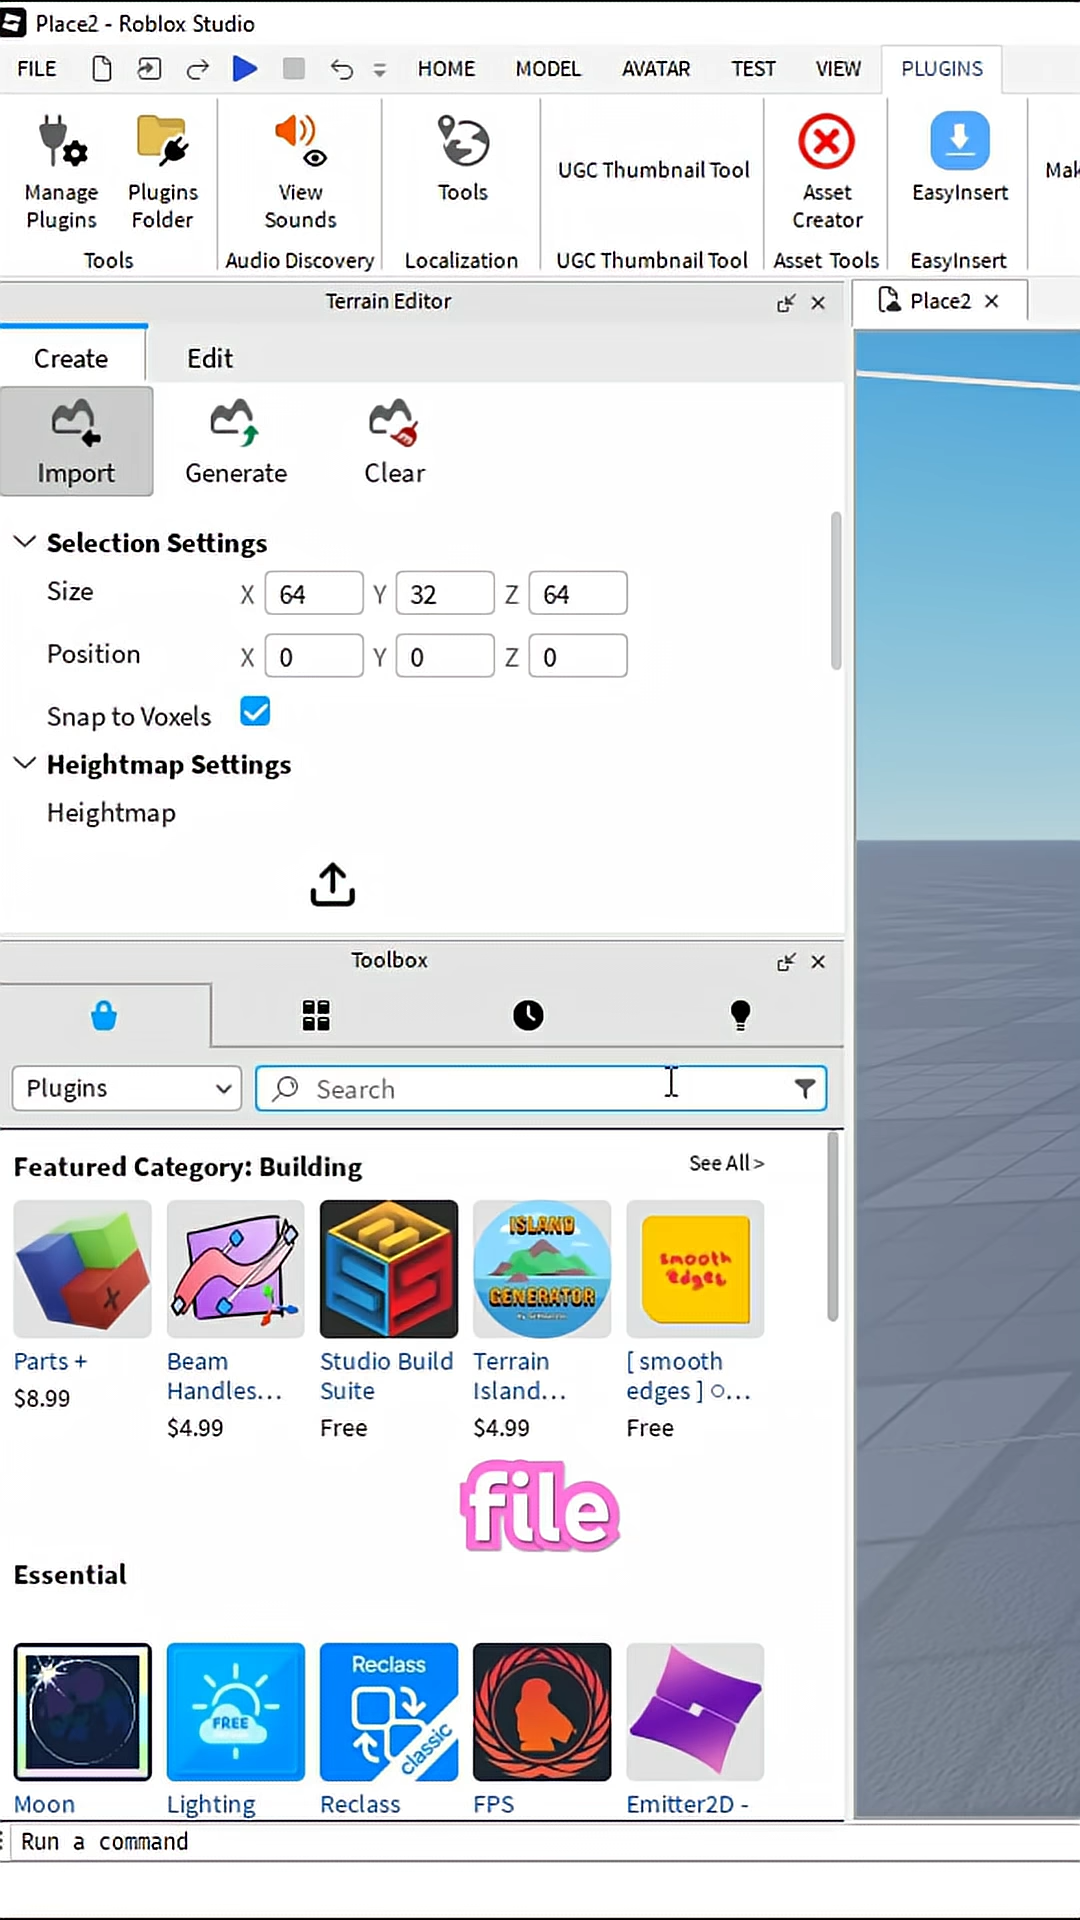 Place2 - Roblox Studio
FILE HOME MODEL AVATAR TEST VIEW PLUGINS
Manage Plugins
Plugins Folder
View Sounds
Tools
UGC Thumbnail Tool
Asset Creator
EasyInsert
Tools Audio Discovery Localization UGC Thumbnail Tool Asset Tools EasyInsert
Terrain Editor
Place2
Create Edit
Import Generate Clear
Selection Settings
Size X 64 Y 32 Z 64
Position X 0 Y 0 Z 0
Snap to Voxels
Heightmap Settings
Heightmap
Toolbox
Plugins Search
Featured Category: Building See All >
ISLAND
GENERATOR
smooth
edges
Parts +
$8.99
Beam
Handles...
$4.99
Studio Build
Suite
Free
Terrain
Island...
$4.99
[ smooth
edges ] ○...
Free
file
Essential
FREE
Reclass
classic
Moon Lighting Reclass FPS Emitter2D -
Run a command